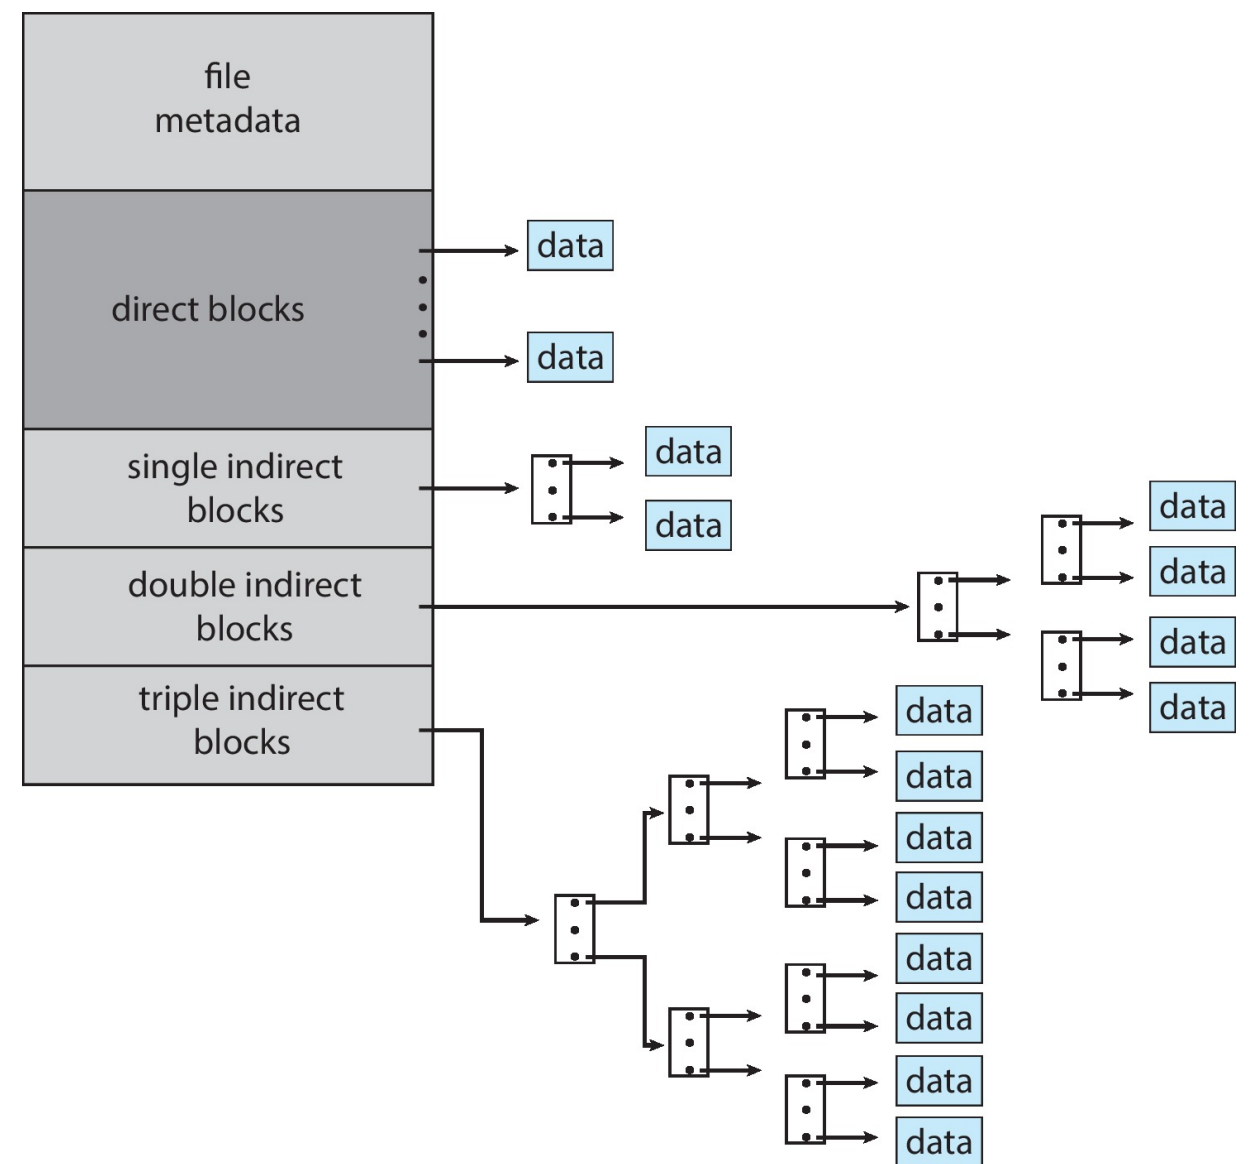 file
metadata
direct blocks
data
data
single indirect
blocks
data
data
double indirect
blocks
data
data
data
data
triple indirect
blocks
data
data
data
data
data
data
data
data